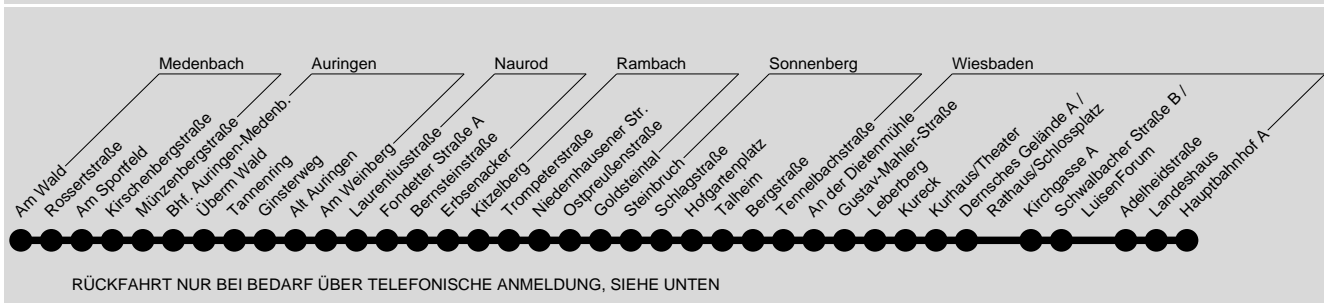 Medenbach
Auringen
Naurod
Rambach
Sonnenberg
Wiesbaden
Am Wald
Rossertstraße
Am Sportfeld
Kirschenbergstraße
Münzenbergstraße
Bhf. Auringen-Medenb.
Überm Wald
Tannenring
Ginsterweg
Alt Auringen
Am Weinberg
Laurentiusstraße
Fondetter Straße A
Bernsteinstraße
Erbsenacker
Kitzelberg
Trompeterstraße
Niedernhausener Str.
Ostpreußenstraße
Goldsteintal
Steinbruch
Schlagstraße
Hofgartenplatz
Talheim
Bergstraße
Tennelbachstraße
An der Dietenmühle
Gustav-Mahler-Straße
Leberberg
Kureck
Kurhaus/Theater
Dernsches Gelände A /
Rathaus/Schlossplatz
Kirchgasse A
Schwalbacher Straße B /
LuisenForum
Adelheidstraße
Landeshaus
Hauptbahnhof A
RÜCKFAHRT NUR BEI BEDARF ÜBER TELEFONISCHE ANMELDUNG, SIEHE UNTEN